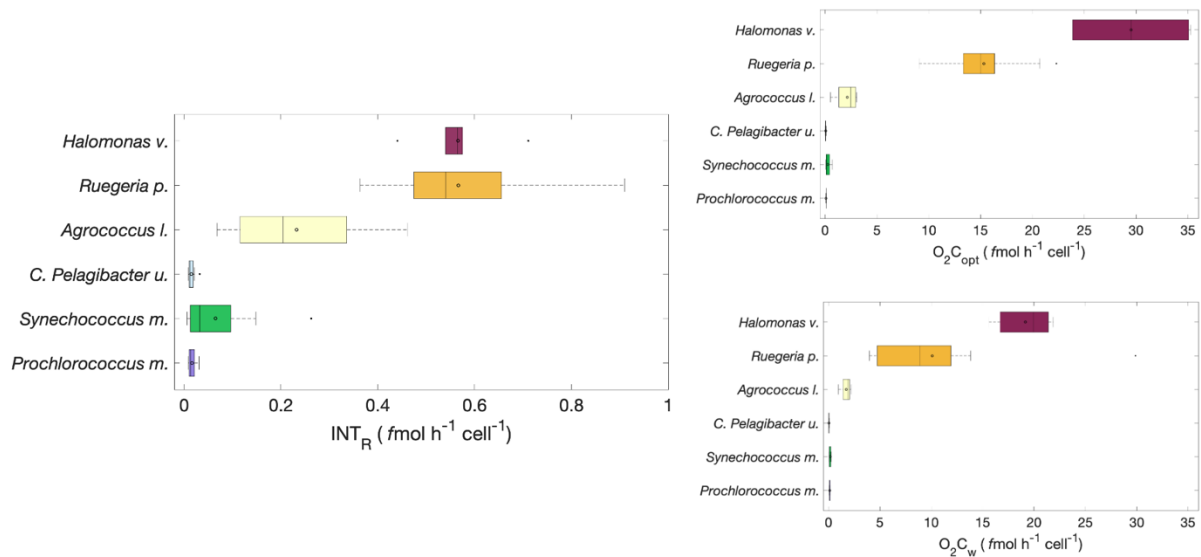 Halomonas v.
Ruegeria p.
Agrococcus l.
C. Pelagibacter u.
Synechococcus m.
Prochlorococcus m.
0 0.2 0.4 0.6 0.8 1
INT_R ( fmol h⁻¹ cell⁻¹)
Halomonas v.
Ruegeria p.
Agrococcus l.
C. Pelagibacter u.
Synechococcus m.
Prochlorococcus m.
0 5 10 15 20 25 30 35
O₂C_opt ( fmol h⁻¹ cell⁻¹)
Halomonas v.
Ruegeria p.
Agrococcus l.
C. Pelagibacter u.
Synechococcus m.
Prochlorococcus m.
0 5 10 15 20 25 30 35
O₂C_w ( fmol h⁻¹ cell⁻¹)